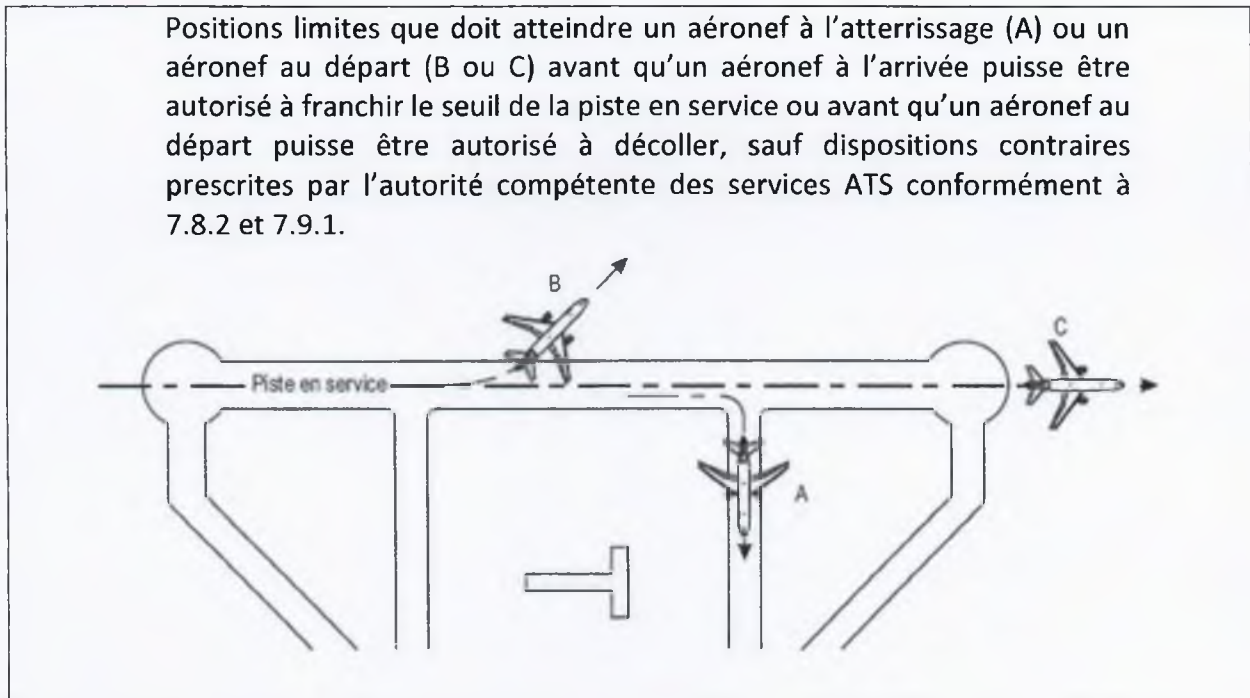 Positions limites que doit atteindre un aéronef à l'atterrissage (A) ou un
aéronef au départ (B ou C) avant qu'un aéronef à l'arrivée puisse être
autorisé à franchir le seuil de la piste en service ou avant qu'un aéronef au
départ puisse être autorisé à décoller, sauf dispositions contraires
prescrites par l'autorité compétente des services ATS conformément à
7.8.2 et 7.9.1.
B
C
Piste en service
A